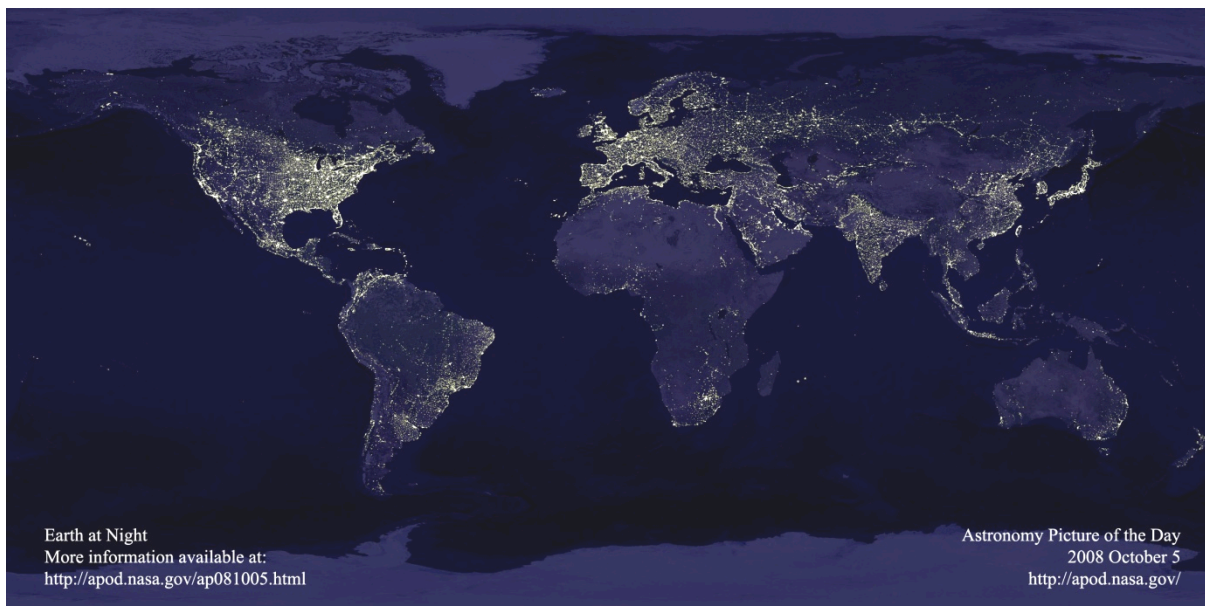 Earth at Night
More information available at:
http://apod.nasa.gov/ap081005.html
Astronomy Picture of the Day
2008 October 5
http://apod.nasa.gov/